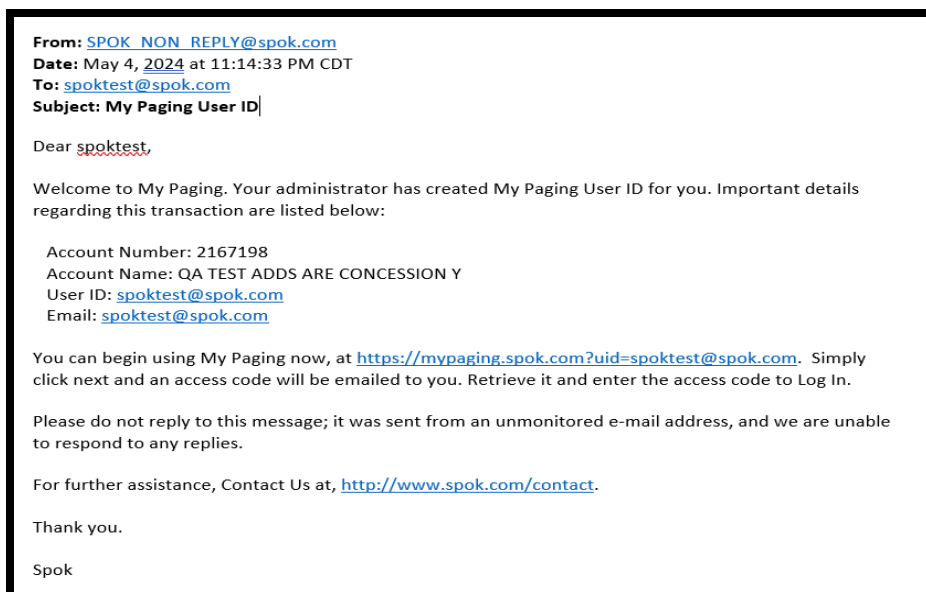 From: SPOK_NON_REPLY@spok.com
Date: May 4, 2024 at 11:14:33 PM CDT
To: spoktest@spok.com
Subject: My Paging User ID
Dear spoktest,
Welcome to My Paging. Your administrator has created My Paging User ID for you. Important details
regarding this transaction are listed below:
Account Number: 2167198
Account Name: QA TEST ADDS ARE CONCESSION Y
User ID: spoktest@spok.com
Email: spoktest@spok.com
You can begin using My Paging now, at https://mypaging.spok.com?uid=spoktest@spok.com.  Simply
click next and an access code will be emailed to you. Retrieve it and enter the access code to Log In.
Please do not reply to this message; it was sent from an unmonitored e-mail address, and we are unable
to respond to any replies.
For further assistance, Contact Us at, http://www.spok.com/contact.
Thank you.
Spok